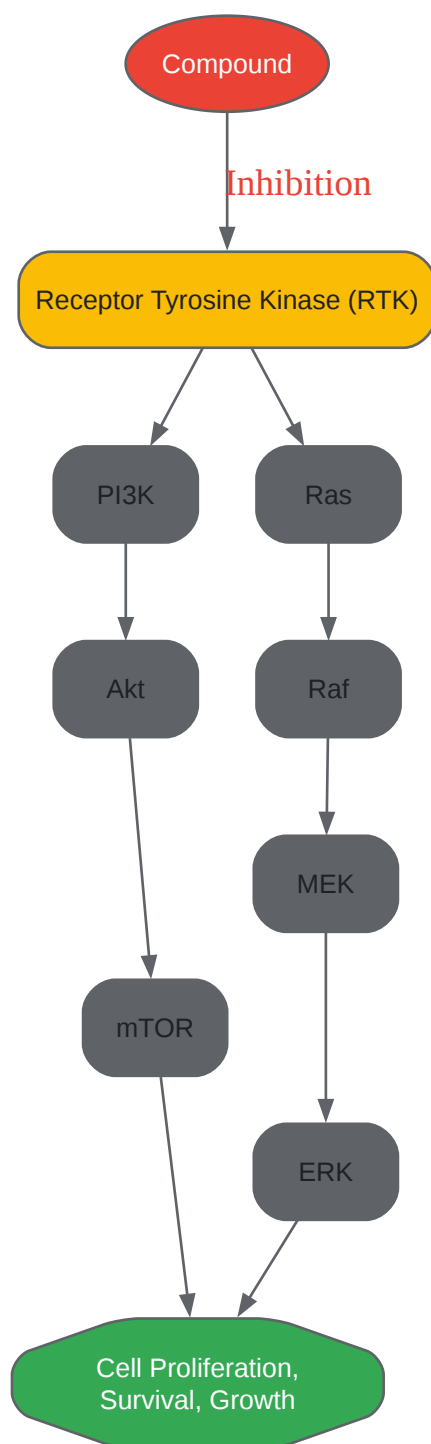 Compound
Inhibition
Receptor Tyrosine Kinase (RTK)
PI3K
Ras
Akt
Raf
MEK
mTOR
ERK
Cell Proliferation,
Survival, Growth